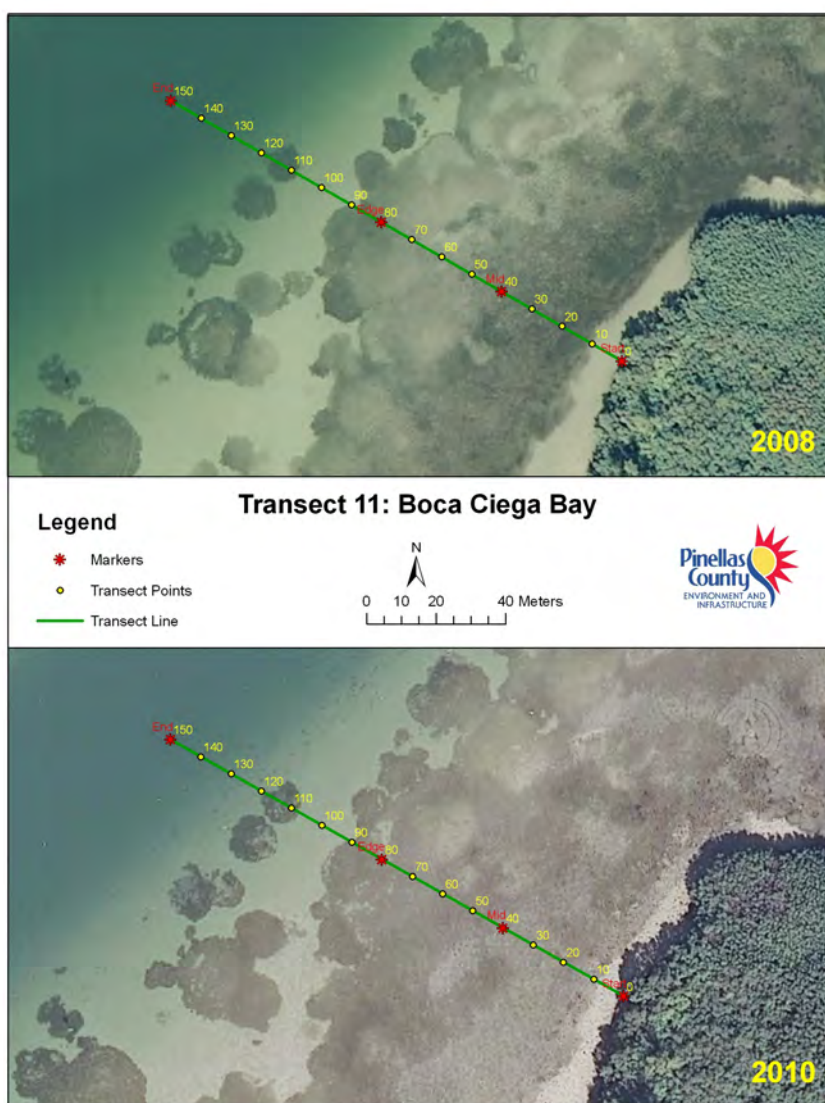 End
150
140
130
120
110
100
90
Edge
80
70
60
50
Mid
40
30
20
10
Start
0
2008
Transect 11: Boca Ciega Bay
Legend
Markers
Transect Points
Transect Line
N
0 10 20 40 Meters
Pinellas
County
ENVIRONMENT AND
INFRASTRUCTURE
End
150
140
130
120
110
100
90
Edge
80
70
60
50
Mid
40
30
20
10
Start
0
2010